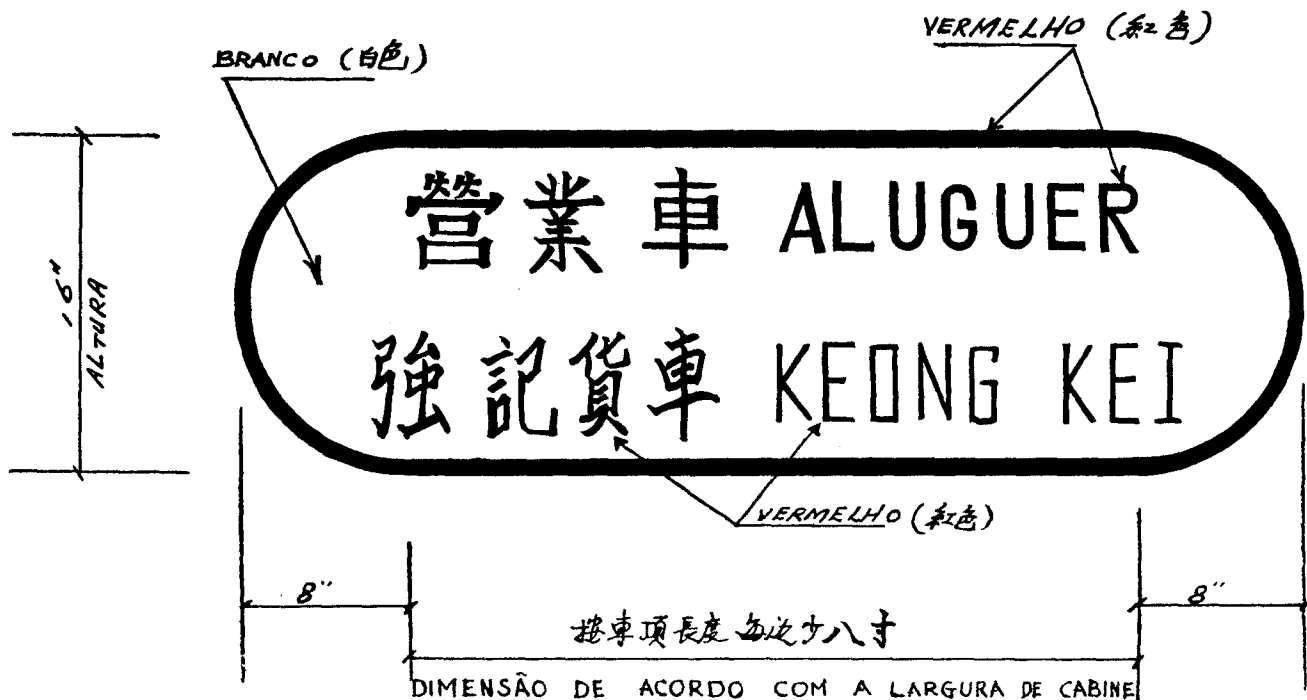 VERMELHO (紅色)
BRANCO (白色)
營業車 ALUGUER
強記貨車 KEONG KEI
16"
ALTURA
VERMELHO (紅色)
8"
8"
按車頂長度每边少八寸
DIMENSÃO DE ACORDO COM A LARGURA DE CABINE